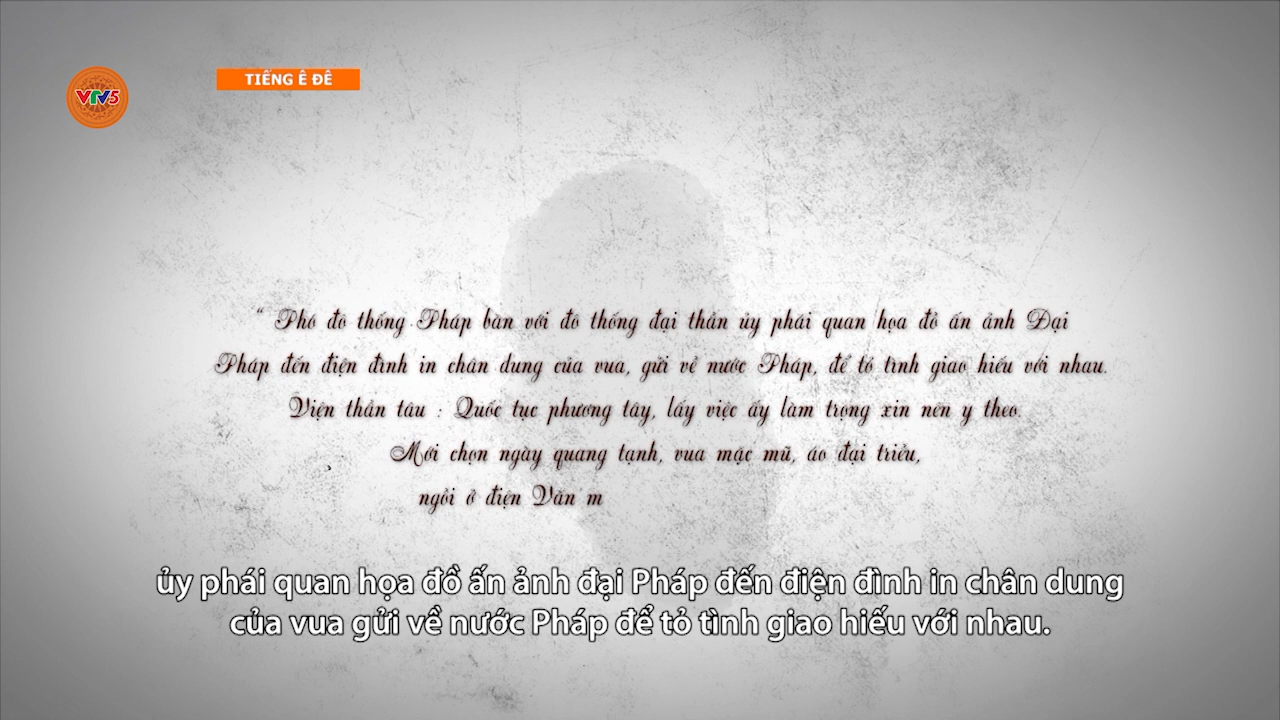 VTV5
TIẾNG Ê ĐÊ
“ Phó đô thống Pháp bàn với đô thống đại thần ủy phái quan họa đồ ấn ảnh Đại
Pháp đến điện đình in chân dung của vua, gửi về nước Pháp, để tỏ tình giao hiếu với nhau.
Viện thần tâu : Quốc tục phương tây, lấy việc ấy làm trọng xin nên y theo.
Mới chọn ngày quang tạnh, vua mặc mũ, áo đại triều,
ngồi ở điện Văn m
ủy phái quan họa đồ ấn ảnh đại Pháp đến điện đình in chân dung
của vua gửi về nước Pháp để tỏ tình giao hiếu với nhau.